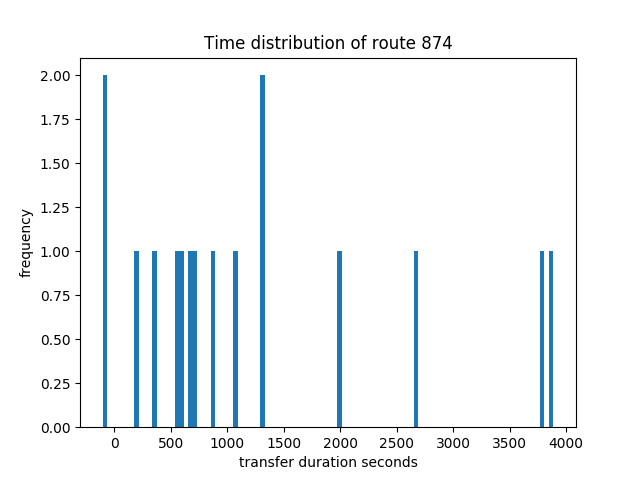 Time distribution of route 874
2.00
1.75
1.50
1.25
1.00
0.75
0.50
0.25
0.00
frequency
0 500 1000 1500 2000 2500 3000 3500 4000
transfer duration seconds